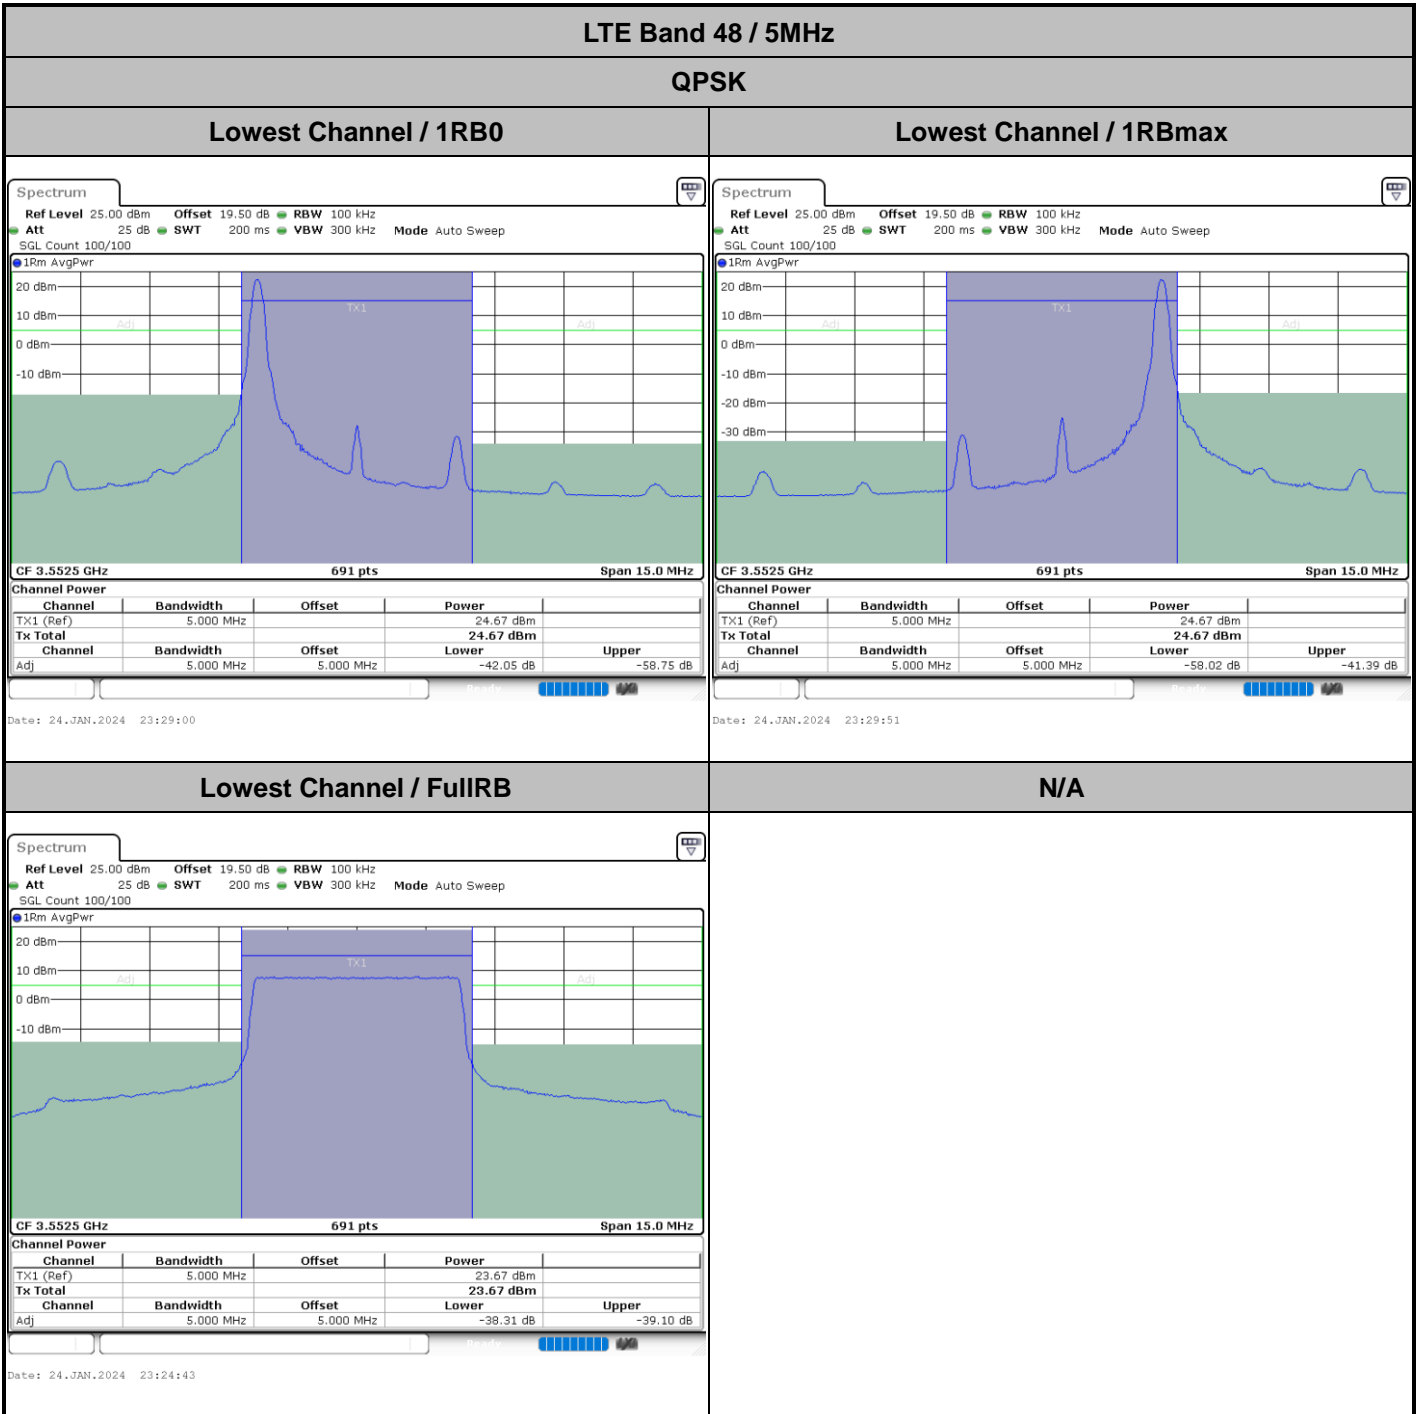 LTE Band 48 / 5MHz
QPSK
Lowest Channel / 1RB0
Lowest Channel / 1RBmax
Spectrum
Ref Level 25.00 dBm Offset 19.50 dB RBW 100 kHz
Att 25 dB SWT 200 ms VBW 300 kHz Mode Auto Sweep
SGL Count 100/100
1Rm AvgPwr
20 dBm
10 dBm
Adj TX1 Adj
0 dBm
-10 dBm
CF 3.5525 GHz 691 pts Span 15.0 MHz
Channel Power
Channel Bandwidth Offset Power
TX1 (Ref) 5.000 MHz 24.67 dBm
Tx Total 24.67 dBm
Channel Bandwidth Offset Lower Upper
Adj 5.000 MHz 5.000 MHz -42.05 dB -58.75 dB
Ready
Date: 24.JAN.2024 23:29:00
Spectrum
Ref Level 25.00 dBm Offset 19.50 dB RBW 100 kHz
Att 25 dB SWT 200 ms VBW 300 kHz Mode Auto Sweep
SGL Count 100/100
1Rm AvgPwr
20 dBm
10 dBm
Adj TX1 Adj
0 dBm
-10 dBm
-20 dBm
-30 dBm
CF 3.5525 GHz 691 pts Span 15.0 MHz
Channel Power
Channel Bandwidth Offset Power
TX1 (Ref) 5.000 MHz 24.67 dBm
Tx Total 24.67 dBm
Channel Bandwidth Offset Lower Upper
Adj 5.000 MHz 5.000 MHz -58.02 dB -41.39 dB
Ready
Date: 24.JAN.2024 23:29:51
Lowest Channel / FullRB
N/A
Spectrum
Ref Level 25.00 dBm Offset 19.50 dB RBW 100 kHz
Att 25 dB SWT 200 ms VBW 300 kHz Mode Auto Sweep
SGL Count 100/100
1Rm AvgPwr
20 dBm
10 dBm
Adj TX1 Adj
0 dBm
-10 dBm
CF 3.5525 GHz 691 pts Span 15.0 MHz
Channel Power
Channel Bandwidth Offset Power
TX1 (Ref) 5.000 MHz 23.67 dBm
Tx Total 23.67 dBm
Channel Bandwidth Offset Lower Upper
Adj 5.000 MHz 5.000 MHz -38.31 dB -39.10 dB
Ready
Date: 24.JAN.2024 23:24:43